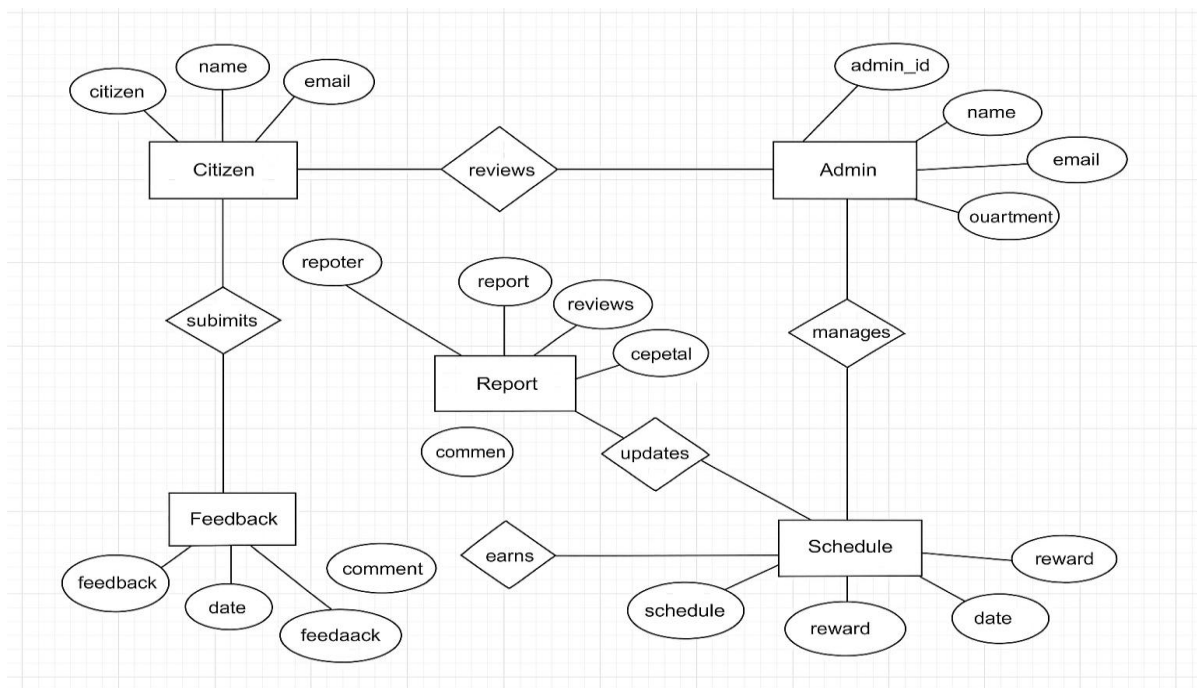 admin_id
name
email
citizen
name
email
Citizen
reviews
Admin
ouartment
repoter
report
reviews
subimits
manages
cepetal
Report
commen
updates
Feedback
Schedule
earns
reward
comment
feedback
date
schedule
reward
date
feedaack